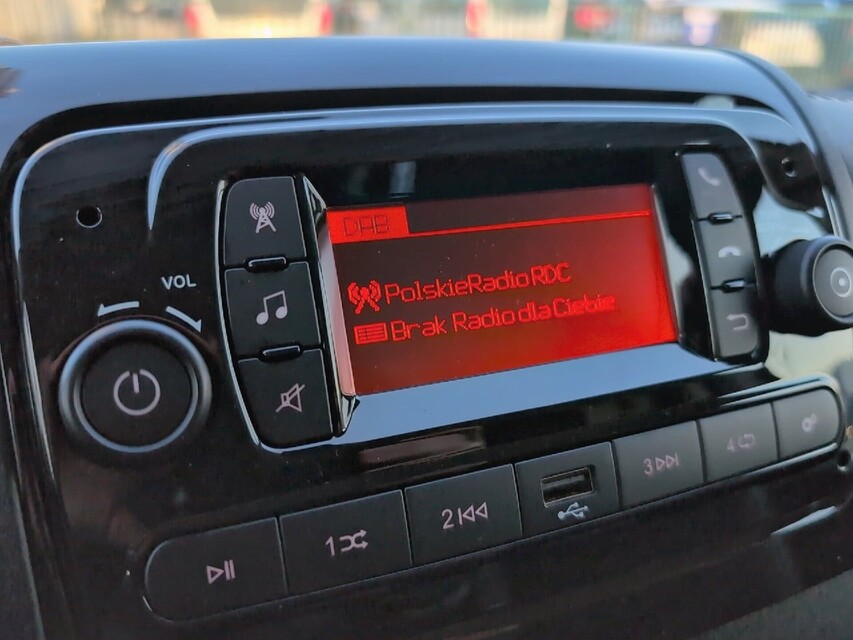 DAB
PolskieRadio RDC
Brak Radio dla Ciebie
VOL
1
2
3
4